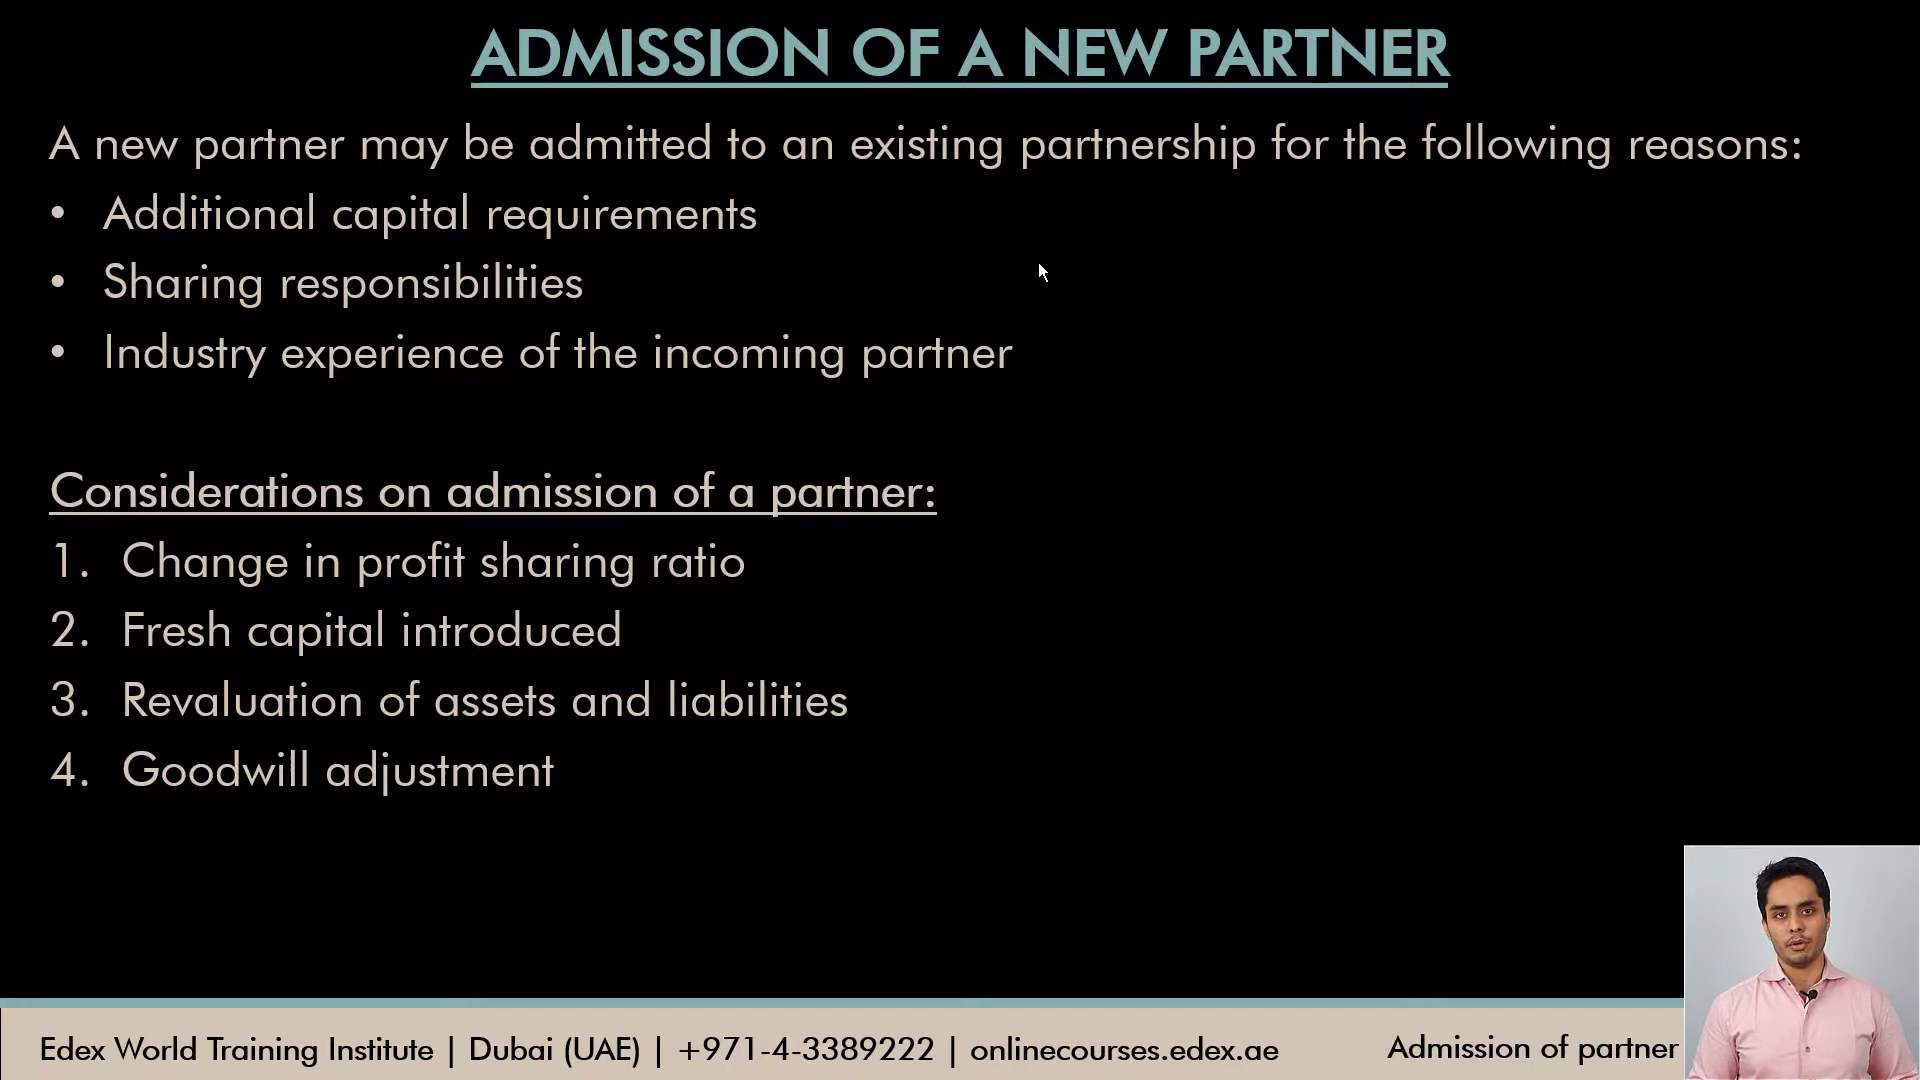 ADMISSION OF A NEW PARTNER
A new partner may be admitted to an existing partnership for the following reasons:
• Additional capital requirements
• Sharing responsibilities
• Industry experience of the incoming partner
Considerations on admission of a partner:
1. Change in profit sharing ratio
2. Fresh capital introduced
3. Revaluation of assets and liabilities
4. Goodwill adjustment
Edex World Training Institute | Dubai (UAE) | +971-4-3389222 | onlinecourses.edex.ae
Admission of partner